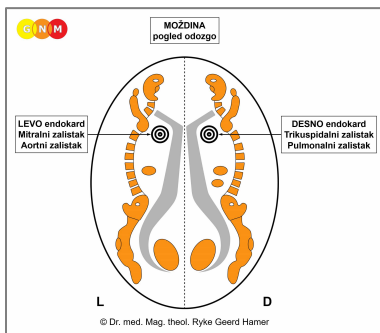 GNM
MOŽDINA
pogled odozgo
LEVO endokard
Mitralni zalistak
Aortni zalistak
DESNO endokard
Trikuspidalni zalistak
Pulmonalni zalistak
L
D
© Dr. med. Mag. theol. Ryke Geerd Hamer